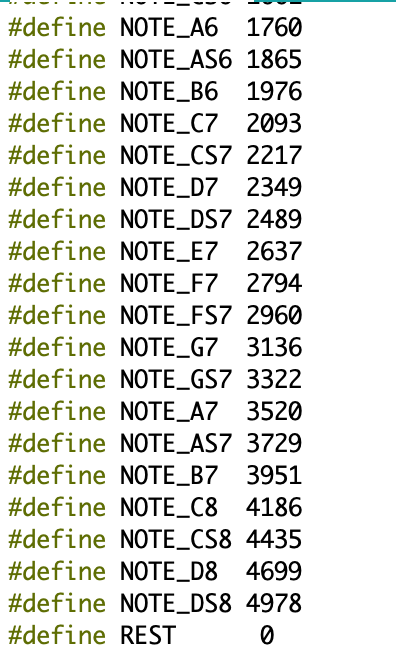 #define NOTE_A6  1760
#define NOTE_AS6 1865
#define NOTE_B6  1976
#define NOTE_C7  2093
#define NOTE_CS7 2217
#define NOTE_D7  2349
#define NOTE_DS7 2489
#define NOTE_E7  2637
#define NOTE_F7  2794
#define NOTE_FS7 2960
#define NOTE_G7  3136
#define NOTE_GS7 3322
#define NOTE_A7  3520
#define NOTE_AS7 3729
#define NOTE_B7  3951
#define NOTE_C8  4186
#define NOTE_CS8 4435
#define NOTE_D8  4699
#define NOTE_DS8 4978
#define REST      0